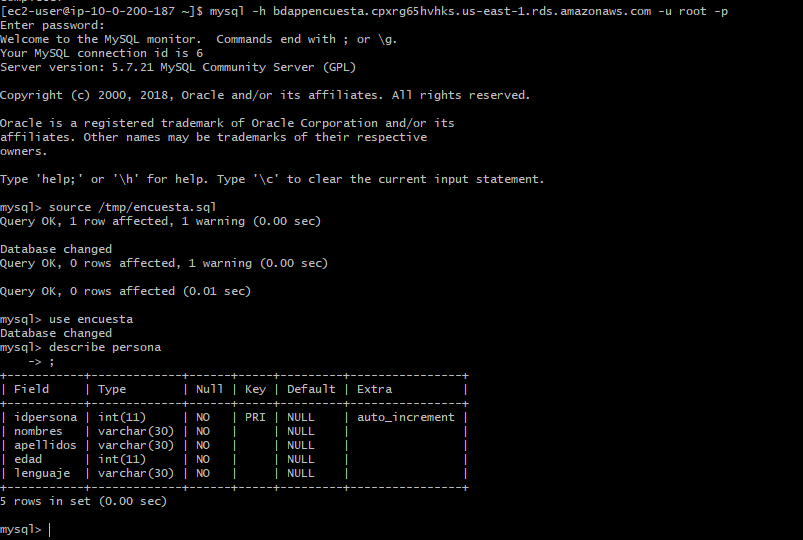 [ec2-user@ip-10-0-200-187 ~]$ mysql -h bdappencuesta.cpxrg65hvhks.us-east-1.rds.amazonaws.com -u root -p
Enter password:
Welcome to the MySQL monitor.  Commands end with ; or \g.
Your MySQL connection id is 6
Server version: 5.7.21 MySQL Community Server (GPL)

Copyright (c) 2000, 2018, Oracle and/or its affiliates. All rights reserved.

Oracle is a registered trademark of Oracle Corporation and/or its
affiliates. Other names may be trademarks of their respective
owners.

Type 'help;' or '\h' for help. Type '\c' to clear the current input statement.

mysql> source /tmp/encuesta.sql
Query OK, 1 row affected, 1 warning (0.00 sec)

Database changed
Query OK, 0 rows affected, 1 warning (0.00 sec)

Query OK, 0 rows affected (0.01 sec)

mysql> use encuesta
Database changed
mysql> describe persona
    -> ;
+-----------+-------------+------+-----+---------+----------------+
| Field     | Type        | Null | Key | Default | Extra          |
+-----------+-------------+------+-----+---------+----------------+
| idpersona | int(11)     | NO   | PRI | NULL    | auto_increment |
| nombres   | varchar(30) | NO   |     | NULL    |                |
| apellidos | varchar(30) | NO   |     | NULL    |                |
| edad      | int(11)     | NO   |     | NULL    |                |
| lenguaje  | varchar(30) | NO   |     | NULL    |                |
+-----------+-------------+------+-----+---------+----------------+
5 rows in set (0.00 sec)

mysql>